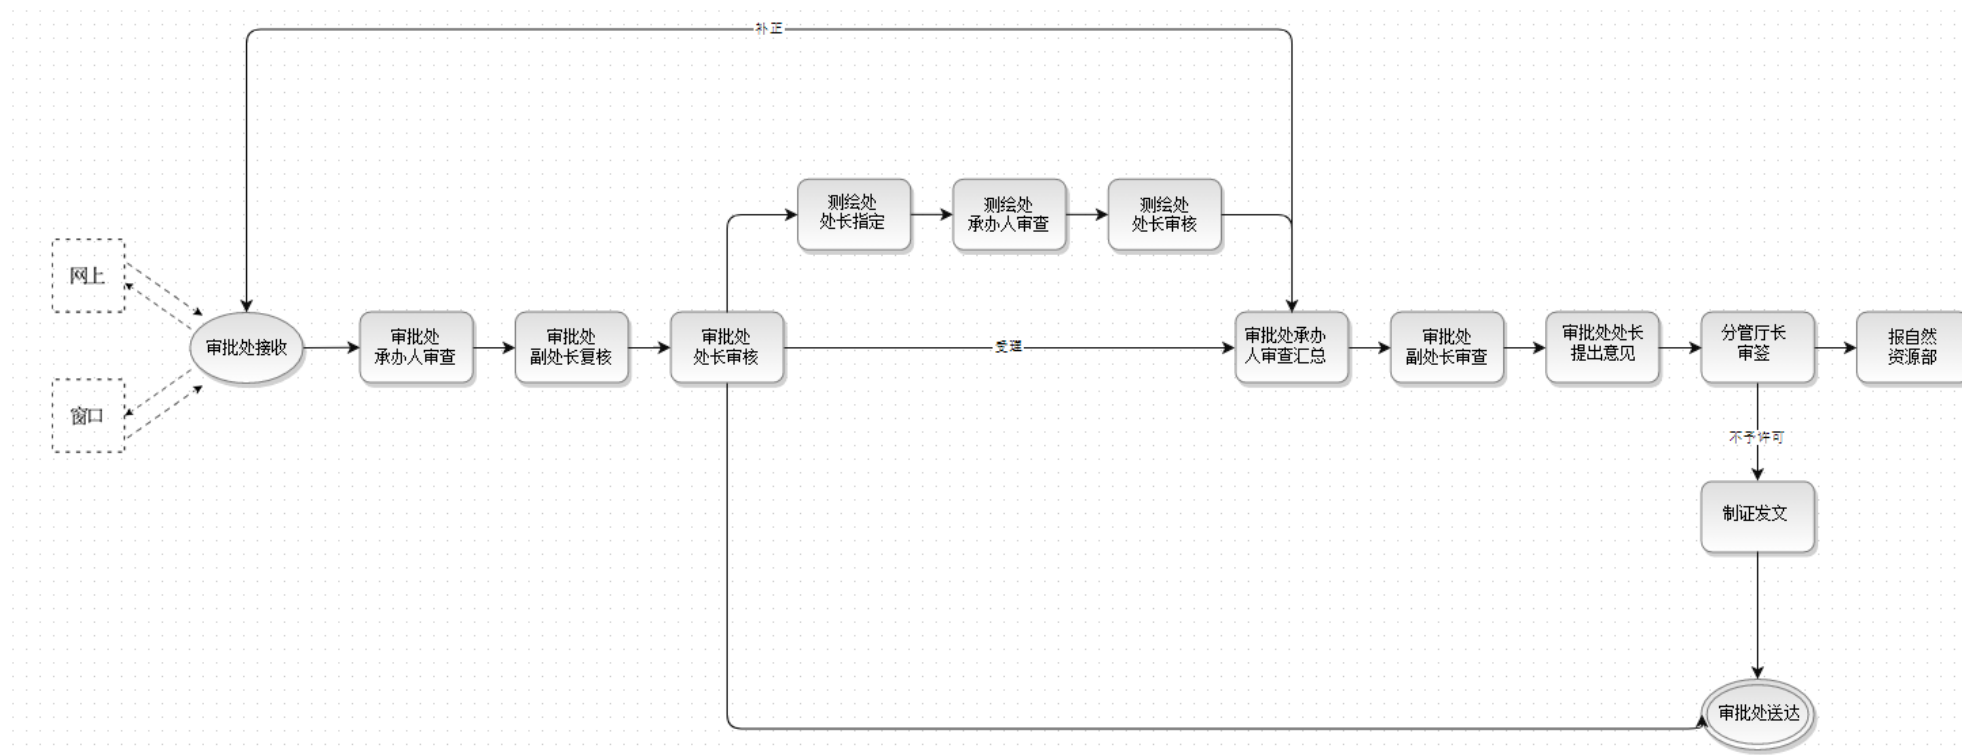 补正
测绘处
处长指定
测绘处
承办人审查
测绘处
处长审核
网上
审批处接收
审批处
承办人审查
审批处
副处长复核
审批处
处长审核
受理
审批处承办
人审查汇总
审批处
副处长审查
审批处处长
提出意见
分管厅长
审签
报自然
资源部
窗口
不予许可
制证发文
审批处送达